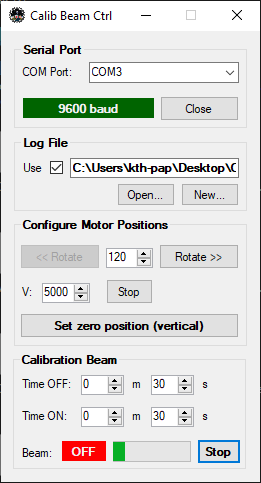 Calib Beam Ctrl
Serial Port
COM Port: COM3
9600 baud Close
Log File
Use C:\Users\kth-pap\Desktop\
Open... New...
Configure Motor Positions
<< Rotate 120 Rotate >>
V: 5000 Stop
Set zero position (vertical)
Calibration Beam
Time OFF: 0 m 30 s
Time ON: 0 m 30 s
Beam: OFF Stop